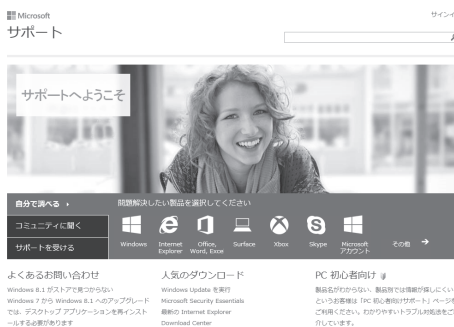 Microsoft
サポート
サインイ
サポートへようこそ
自分で調べる
問題解決したい製品を選択してください
コミュニティに聞く
サポートを受ける
Windows
Internet Explorer
Office, Word, Exce
Surface
Xbox
Skype
Microsoft アカウント
その他
よくあるお問い合わせ
Windows 8.1 がストアで見つからない
Windows 7 から Windows 8.1 へのアップグレード
では、デスクトップ アプリケーションを再インスト
ールする必要があります
人気のダウンロード
Windows Update を実行
Microsoft Security Essentials
最新の Internet Explorer
Download Center
PC 初心者向け
製品名がわからない、製品別では情報が探しにくい
というお客様は「PC 初心者向けサポート」ページを
ご利用ください。わかりやすいトラブル対処法をご
介しています。